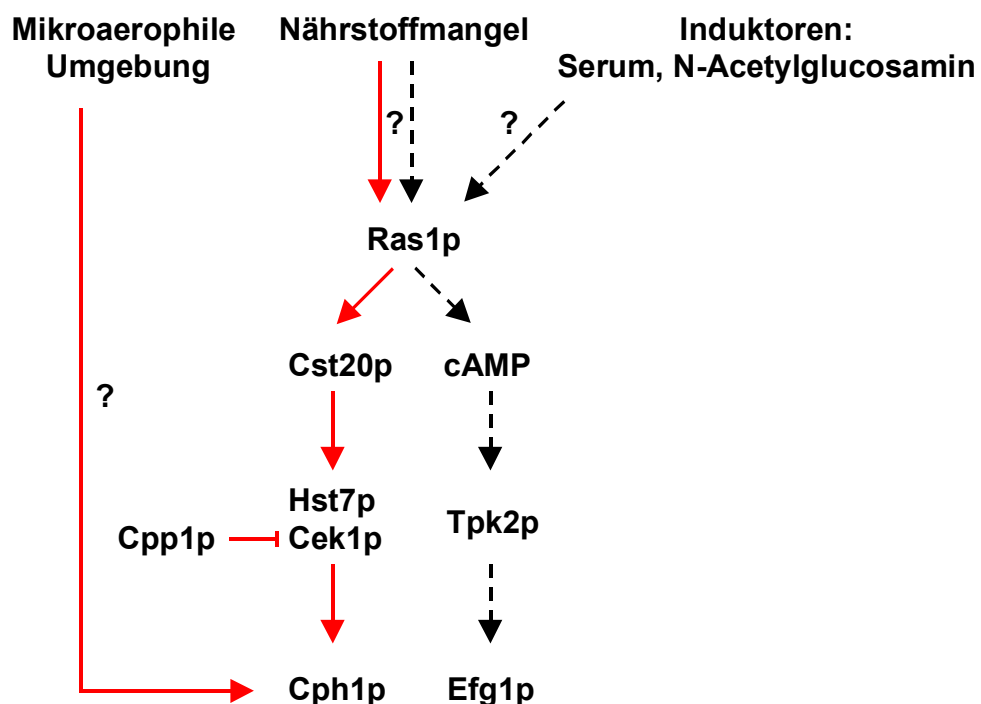 Mikroaerophile
Umgebung
Nährstoffmangel
Induktoren:
Serum, N-Acetylglucosamin
?
?
Ras1p
Cst20p
cAMP
?
Hst7p
Cek1p
Cpp1p
Tpk2p
Cph1p
Efg1p